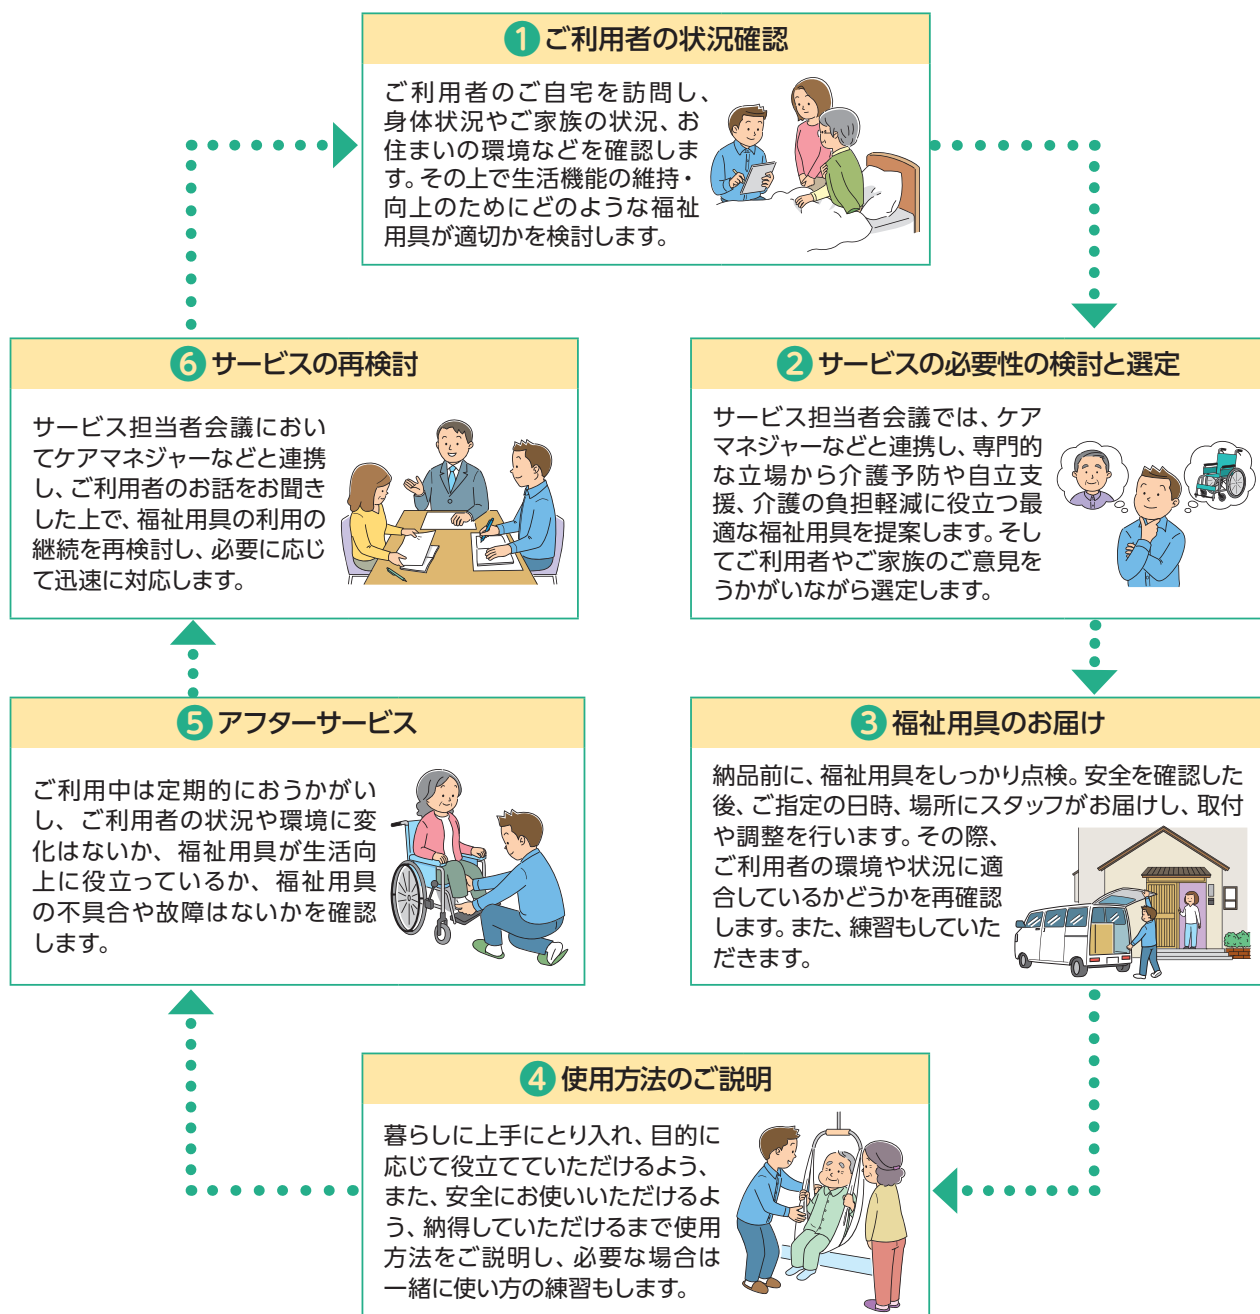 1 ご利用者の状況確認
ご利用者のご自宅を訪問し、
身体状況やご家族の状況、お
住まいの環境などを確認しま
す。その上で生活機能の維持・
向上のためにどのような福祉
用具が適切かを検討します。
2 サービスの必要性の検討と選定
サービス担当者会議では、ケア
マネジャーなどと連携し、専門的
な立場から介護予防や自立支
援、介護の負担軽減に役立つ最
適な福祉用具を提案します。そし
てご利用者やご家族のご意見を
うかがいながら選定します。
3 福祉用具のお届け
納品前に、福祉用具をしっかり点検。安全を確認した
後、ご指定の日時、場所にスタッフがお届けし、取付
や調整を行います。その際、
ご利用者の環境や状況に適
合しているかどうかを再確認
します。また、練習もしていた
だきます。
4 使用方法のご説明
暮らしに上手にとり入れ、目的に
応じて役立てていただけるよう、
また、安全にお使いいただけるよ
う、納得していただけるまで使用
方法をご説明し、必要な場合は
一緒に使い方の練習もします。
5 アフターサービス
ご利用中は定期的におうかがい
し、ご利用者の状況や環境に変
化はないか、福祉用具が生活向
上に役立っているか、福祉用具
の不具合や故障はないかを確認
します。
6 サービスの再検討
サービス担当者会議におい
てケアマネジャーなどと連携
し、ご利用者のお話をお聞き
した上で、福祉用具の利用の
継続を再検討し、必要に応じ
て迅速に対応します。